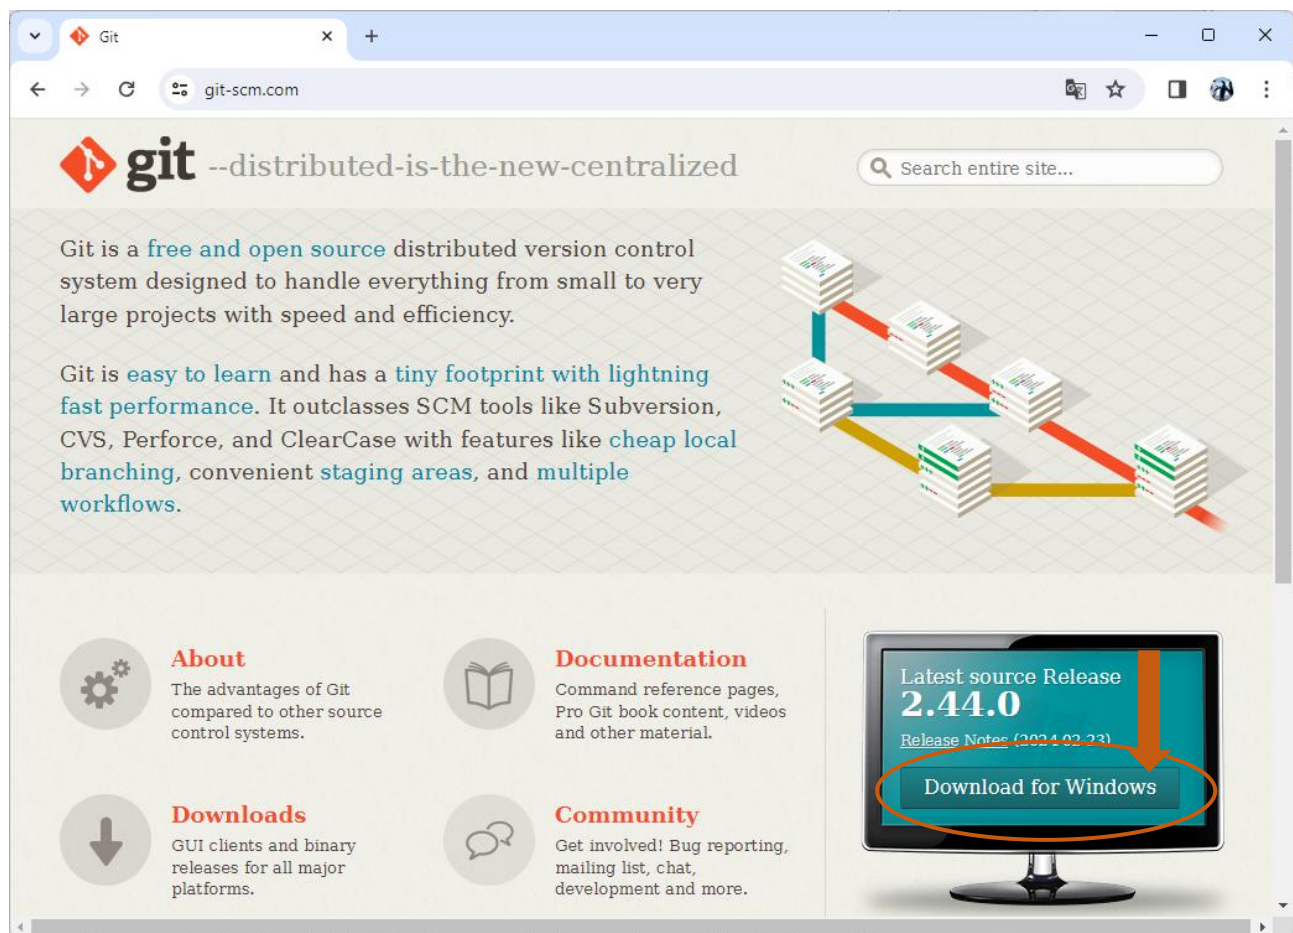 Git
git-scm.com
git --distributed-is-the-new-centralized
Search entire site...
Git is a free and open source distributed version control
system designed to handle everything from small to very
large projects with speed and efficiency.
Git is easy to learn and has a tiny footprint with lightning
fast performance. It outclasses SCM tools like Subversion,
CVS, Perforce, and ClearCase with features like cheap local
branching, convenient staging areas, and multiple
workflows.
About
The advantages of Git
compared to other source
control systems.
Documentation
Command reference pages,
Pro Git book content, videos
and other material.
Downloads
GUI clients and binary
releases for all major
platforms.
Community
Get involved! Bug reporting,
mailing list, chat,
development and more.
Latest source Release
2.44.0
Release Notes (2024-02-23)
Download for Windows